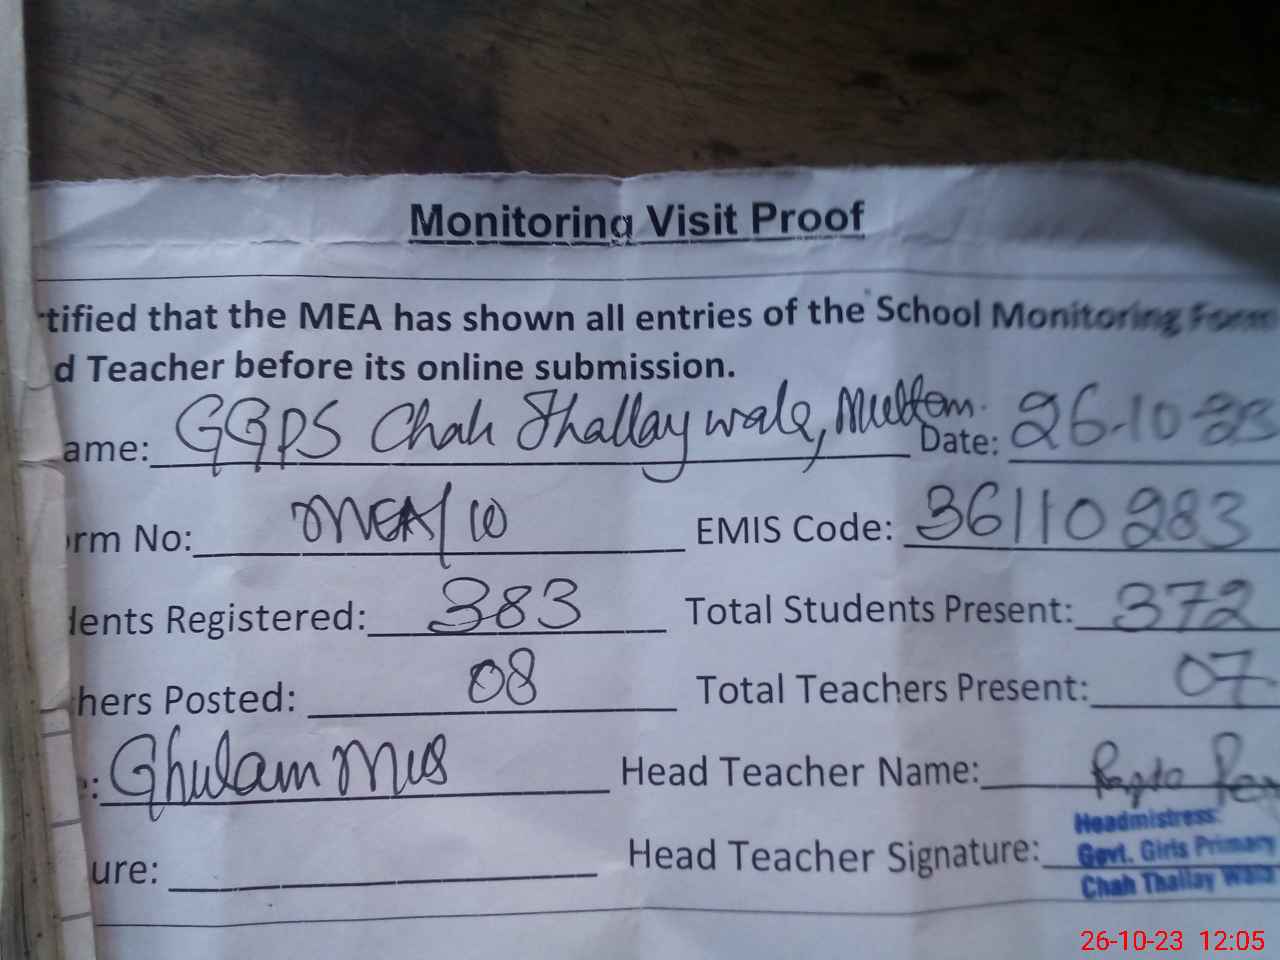 Monitoring Visit Proof
tified that the MEA has shown all entries of the School Monitoring Form
d Teacher before its online submission.
ame: GGPS Chah Thallay wala, Multan. Date: 26-10-23
rm No: MEA/10 EMIS Code: 36110283
dents Registered: 383 Total Students Present: 372
hers Posted: 08 Total Teachers Present: 07
: Ghulam Mus Head Teacher Name:
ure: Head Teacher Signature:
Headmistress
Govt. Girls Primary
Chah Thallay Wala
26-10-23 12:05